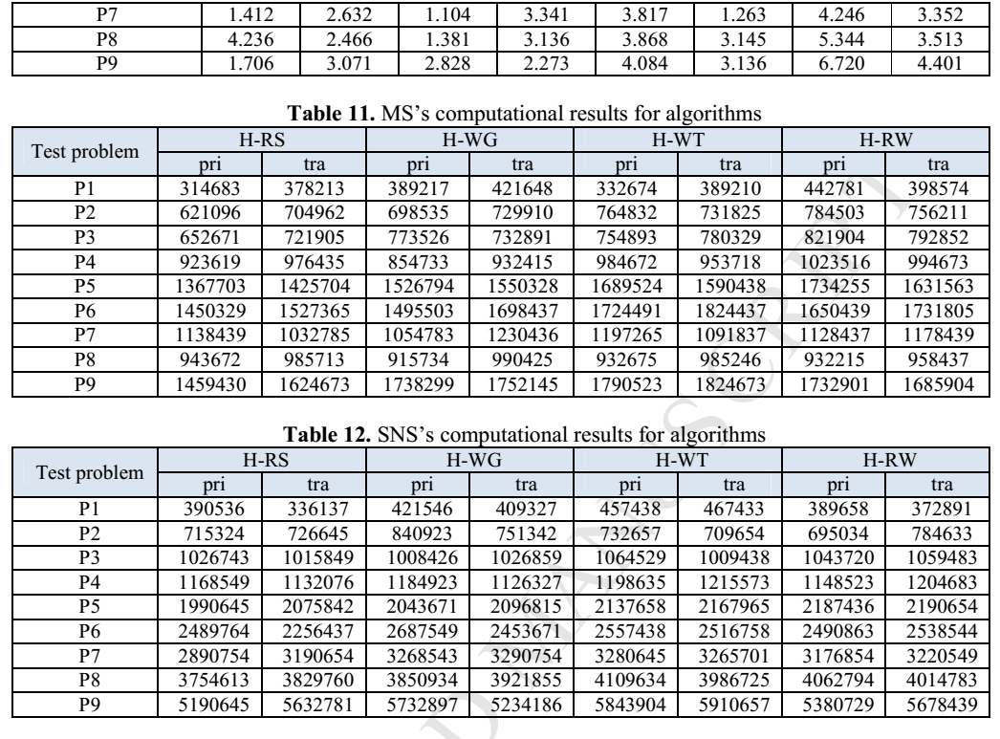 P7 1.412 2.632 1.104 3.341 3.817 1.263 4.246 3.352
P8 4.236 2.466 1.381 3.136 3.868 3.145 5.344 3.513
P9 1.706 3.071 2.828 2.273 4.084 3.136 6.720 4.401
Table 11. MS's computational results for algorithms
Test problem H-RS H-WG H-WT H-RW
pri tra pri tra pri tra pri tra
P1 314683 378213 389217 421648 332674 389210 442781 398574
P2 621096 704962 698535 729910 764832 731825 784503 756211
P3 652671 721905 773526 732891 754893 780329 821904 792852
P4 923619 976435 854733 932415 984672 953718 1023516 994673
P5 1367703 1425704 1526794 1550328 1689524 1590438 1734255 1631563
P6 1450329 1527365 1495503 1698437 1724491 1824437 1650439 1731805
P7 1138439 1032785 1054783 1230436 1197265 1091837 1128437 1178439
P8 943672 985713 915734 990425 932675 985246 932215 958437
P9 1459430 1624673 1738299 1752145 1790523 1824673 1732901 1685904
Table 12. SNS's computational results for algorithms
Test problem H-RS H-WG H-WT H-RW
pri tra pri tra pri tra pri tra
P1 390536 336137 421546 409327 457438 467433 389658 372891
P2 715324 726645 840923 751342 732657 709654 695034 784633
P3 1026743 1015849 1008426 1026859 1064529 1009438 1043720 1059483
P4 1168549 1132076 1184923 1126327 1198635 1215573 1148523 1204683
P5 1990645 2075842 2043671 2096815 2137658 2167965 2187436 2190654
P6 2489764 2256437 2687549 2453671 2557438 2516758 2490863 2538544
P7 2890754 3190654 3268543 3290754 3280645 3265701 3176854 3220549
P8 3754613 3829760 3850934 3921855 4109634 3986725 4062794 4014783
P9 5190645 5632781 5732897 5234186 5843904 5910657 5380729 5678439
D MANUSCRIPT